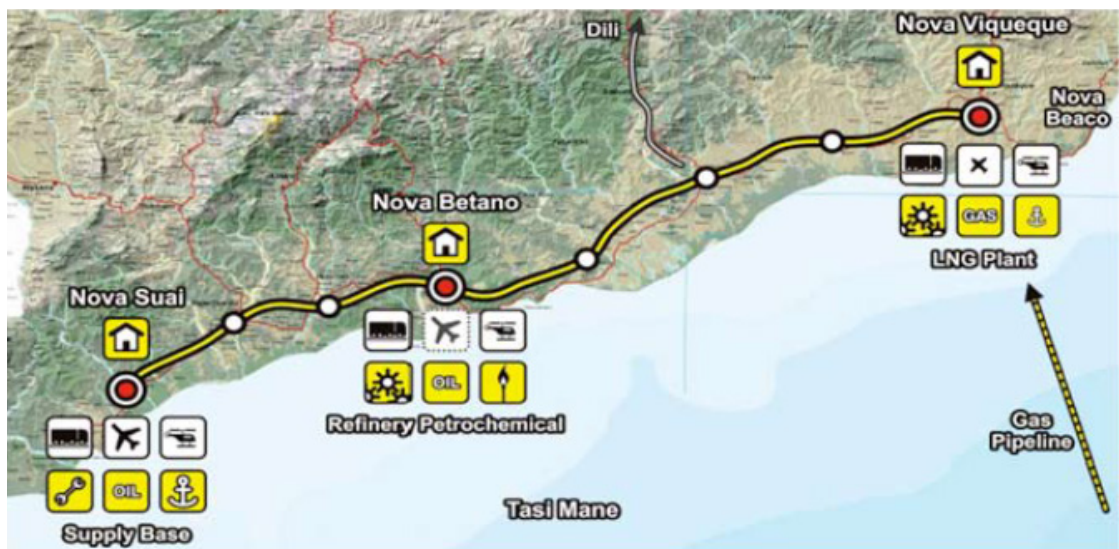 Dili
Nova Viqueque
Nova
Beaco
GAS
LNG Plant
Nova Betano
OIL
Refinery Petrochemical
Nova Suai
OIL
Supply Base
Gas
Pipeline
Tasi Mane